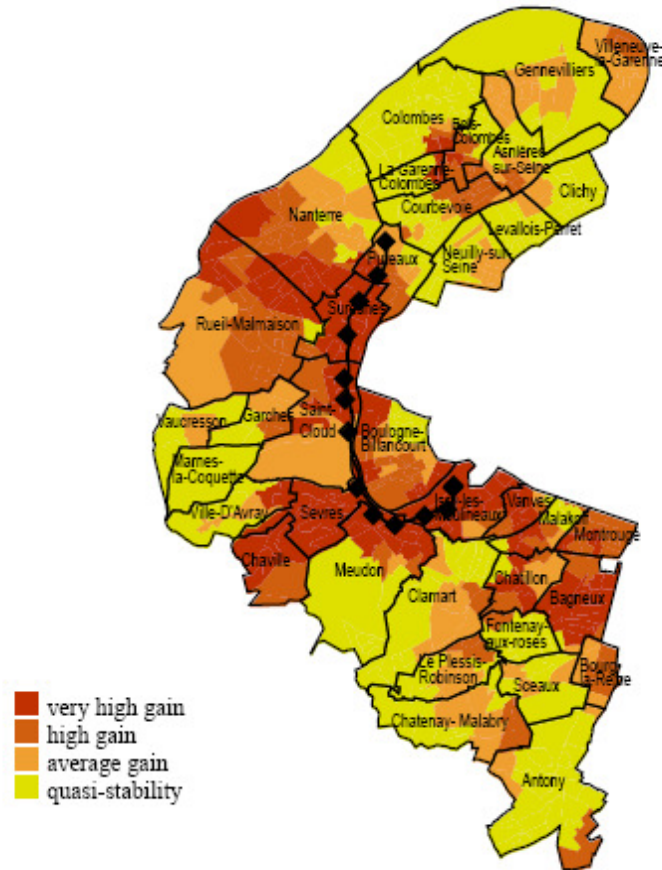 Villeneuve-
la-Garenne
Gennevilliers
Colombes
Bois-
Colombes
Asnières
sur-Seine
La Garenne-
Colombes
Clichy
Courbevoie
Levallois-Perret
Nanterre
Neuilly-sur-
Seine
Puteaux
Suresnes
Rueil-Malmaison
Vaucresson
Garches
Saint-
Cloud
Boulogne-
Billancourt
Marnes-
la-Coquette
Ville-D'Avray
Sevres
Issy-les-
Moulineaux
Vanves
Malakoff
Montrouge
Chaville
Meudon
Clamart
Chatillon
Bagneux
Fontenay-
aux-roses
Le Plessis-
Robinson
Sceaux
Bourg-
la-Reine
Chatenay- Malabry
Antony
very high gain
high gain
average gain
quasi-stability